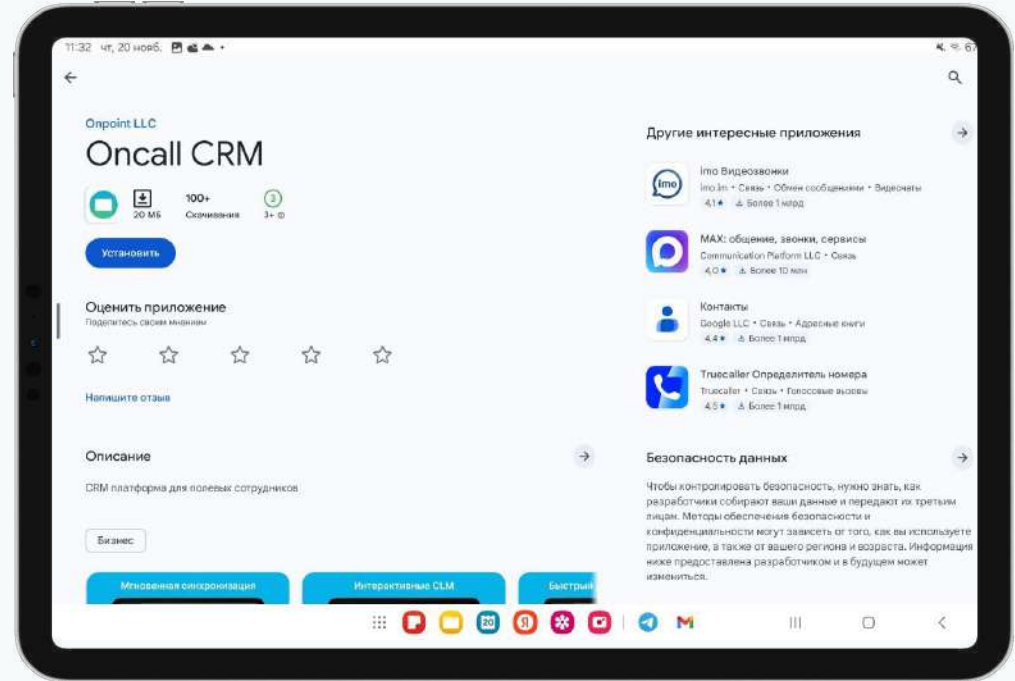 11:32 чт, 20 нояб.
67
Onpoint LLC
Oncall CRM
100+
3
20 МБ
Скачивания
3+
Установить
Оценить приложение
Поделитесь своим мнением
Напишите отзыв
Описание
CRM платформа для полевых сотрудников
Бизнес
Мгновенная синхронизация
Интерактивные CLM
Быстрый
Другие интересные приложения
imo
imo Видеозвонки
imo.im • Связь • Обмен сообщениями • Видеочаты
4,1 ★ Более 1 млрд
MAX: общение, звонки, сервисы
Communication Platform LLC • Связь
4,0 ★ Более 10 млн
Контакты
Google LLC • Связь • Адресные книги
4,4 ★ Более 1 млрд
Truecaller Определитель номера
Truecaller • Связь • Голосовые вызовы
4,5 ★ Более 1 млрд
Безопасность данных
Чтобы контролировать безопасность, нужно знать, как
разработчики собирают ваши данные и передают их третьим
лицам. Методы обеспечения безопасности и
конфиденциальности могут зависеть от того, как вы используете
приложение, а также от вашего региона и возраста. Информация
ниже предоставлена разработчиком и в будущем может
измениться.
20
Я